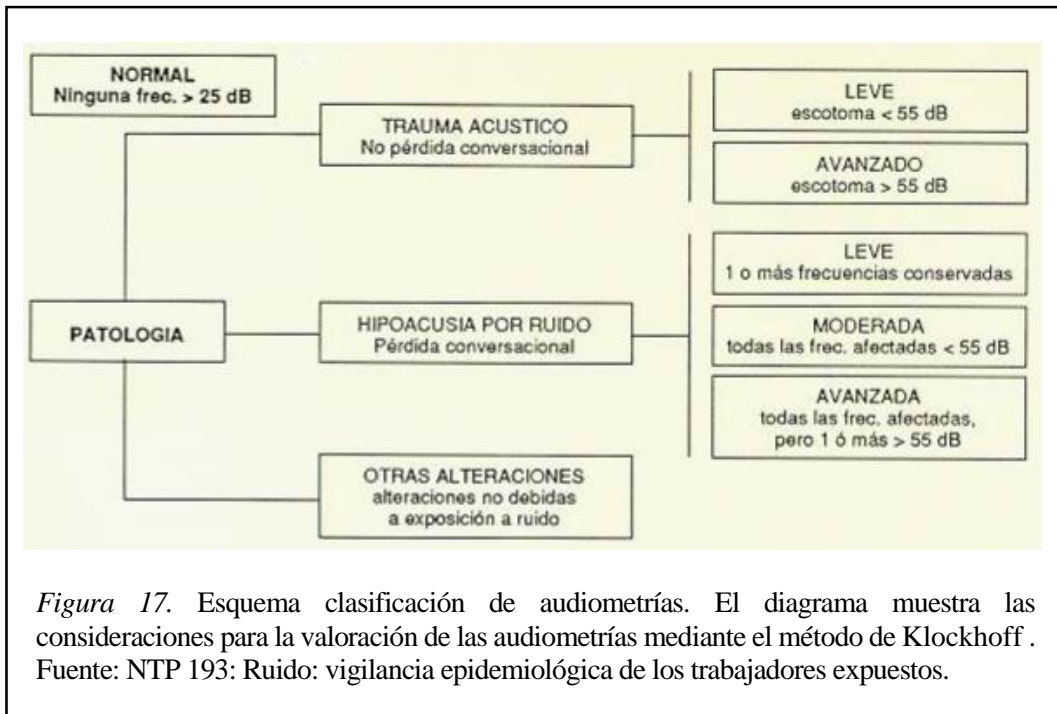 NORMAL
Ninguna frec. > 25 dB
TRAUMA ACUSTICO
No pérdida conversacional
LEVE
escotoma < 55 dB
AVANZADO
escotoma > 55 dB
PATOLOGIA
HIPOACUSIA POR RUIDO
Pérdida conversacional
LEVE
1 o más frecuencias conservadas
MODERADA
todas las frec. afectadas < 55 dB
AVANZADA
todas las frec. afectadas,
pero 1 ó más > 55 dB
OTRAS ALTERACIONES
alteraciones no debidas
a exposición a ruido
Figura 17. Esquema clasificación de audiometrías. El diagrama muestra las
consideraciones para la valoración de las audiometrías mediante el método de Klockhoff .
Fuente: NTP 193: Ruido: vigilancia epidemiológica de los trabajadores expuestos.